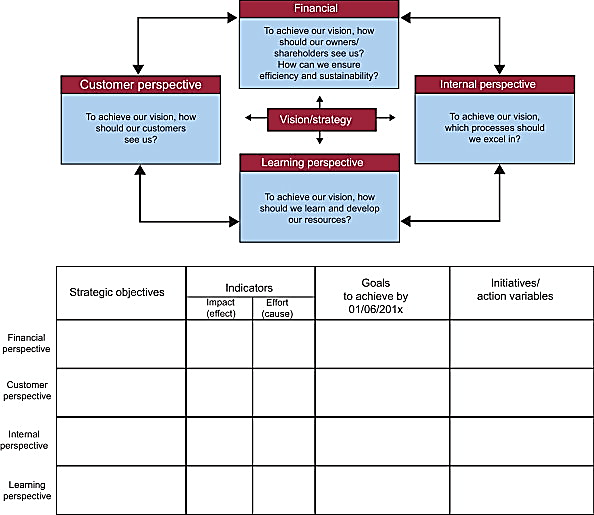 Financial
To achieve our vision, how
should our owners/
shareholders see us?
How can we ensure
efficiency and sustainability?
Customer perspective
To achieve our vision, how
should our customers
see us?
Vision/strategy
Internal perspective
To achieve our vision,
which processes should
we excel in?
Learning perspective
To achieve our vision, how
should we learn and develop
our resources?
Strategic objectives
Indicators
Impact
(effect)
Effort
(cause)
Goals
to achieve by
01/06/201x
Initiatives/
action variables
Financial
perspective
Customer
perspective
Internal
perspective
Learning
perspective